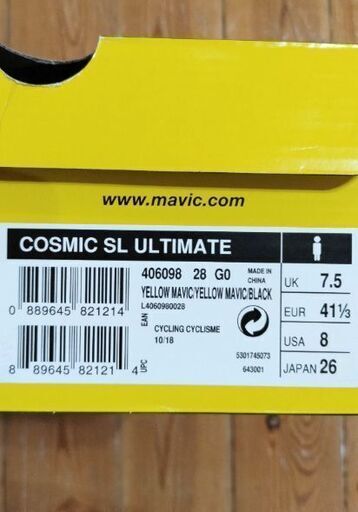 www.mavic.com
COSMIC SL ULTIMATE
406098 28 G0 MADE IN CHINA
YELLOW MAVIC/YELLOW MAVIC/BLACK
L4060980028
0 889645 821214 EAN
CYCLING CYCLISME
10/18
8 89645 82121 4 UPC
5301745073
643001
UK 7.5
EUR 41⅓
USA 8
JAPAN 26